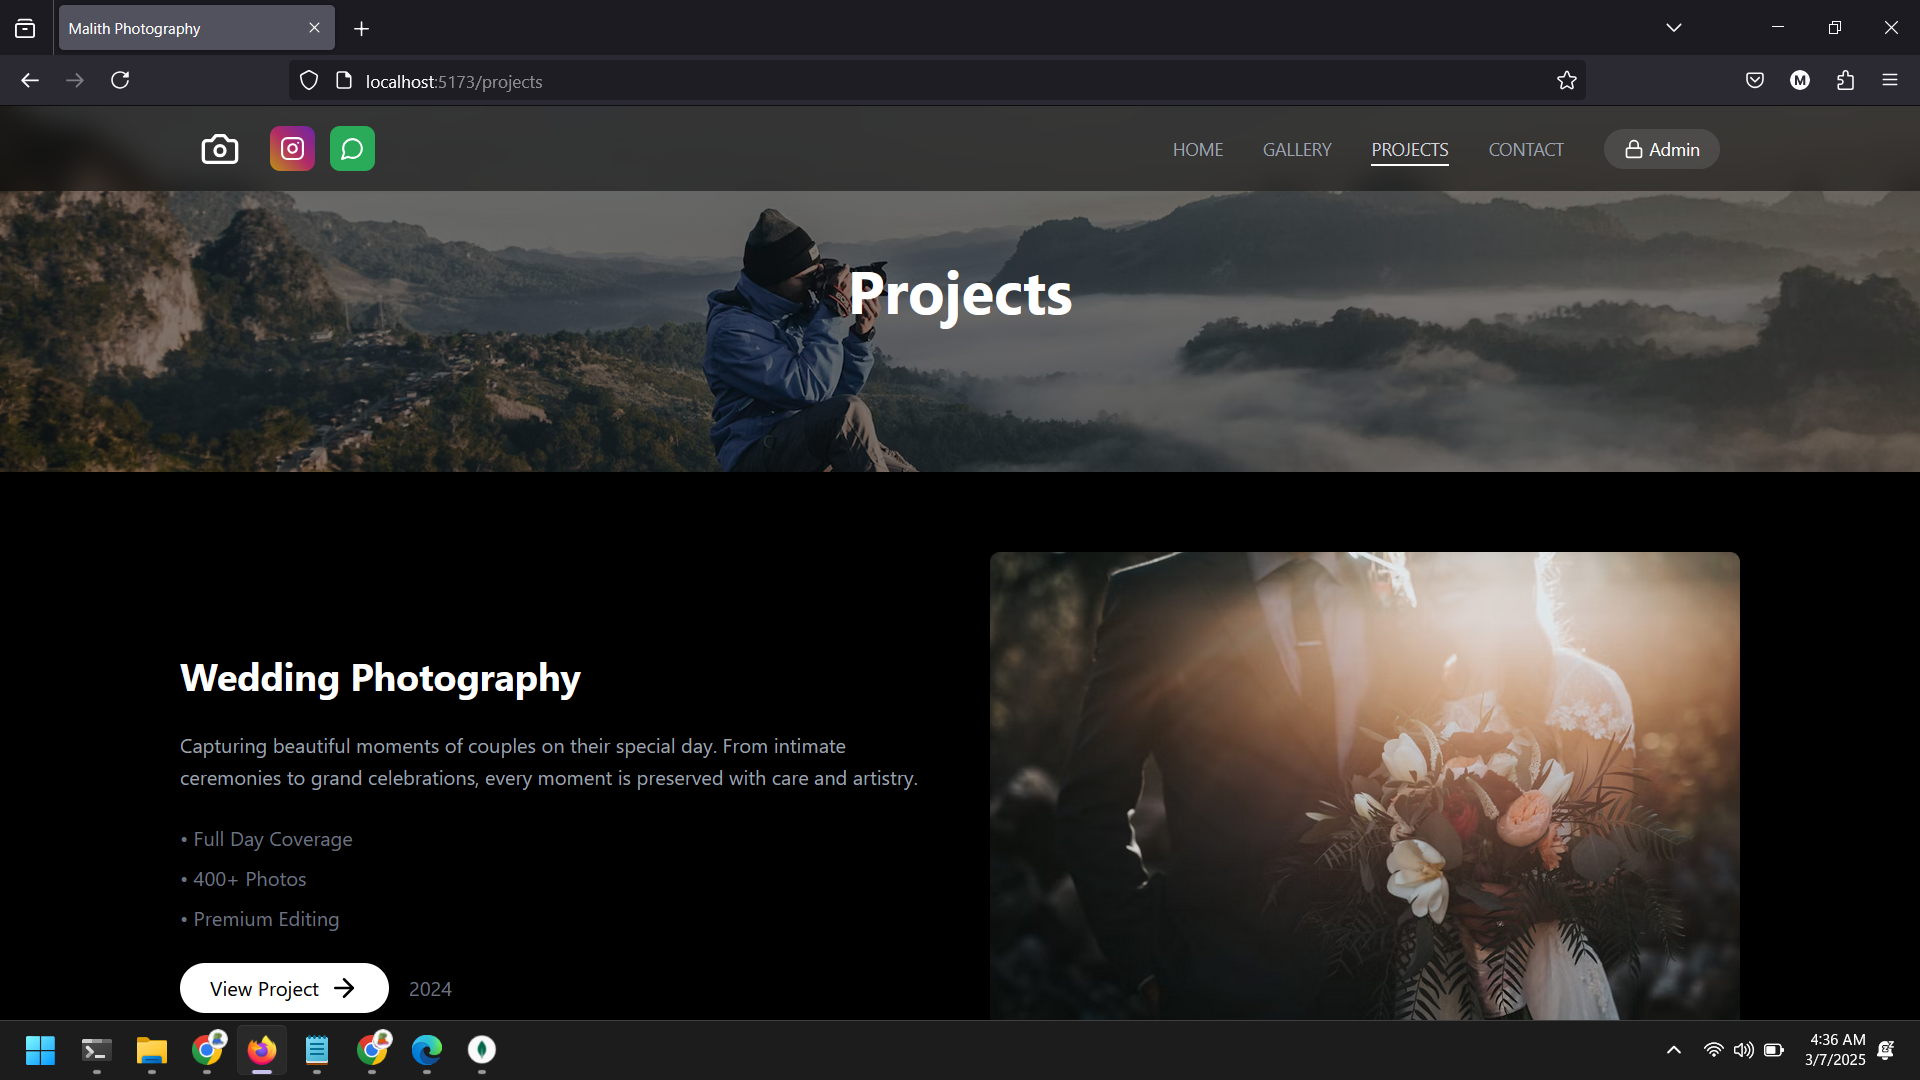 Malith Photography
localhost:5173/projects
M
HOME GALLERY PROJECTS CONTACT Admin
Projects
Wedding Photography
Capturing beautiful moments of couples on their special day. From intimate
ceremonies to grand celebrations, every moment is preserved with care and artistry.
• Full Day Coverage
• 400+ Photos
• Premium Editing
View Project 2024
4:36 AM
3/7/2025